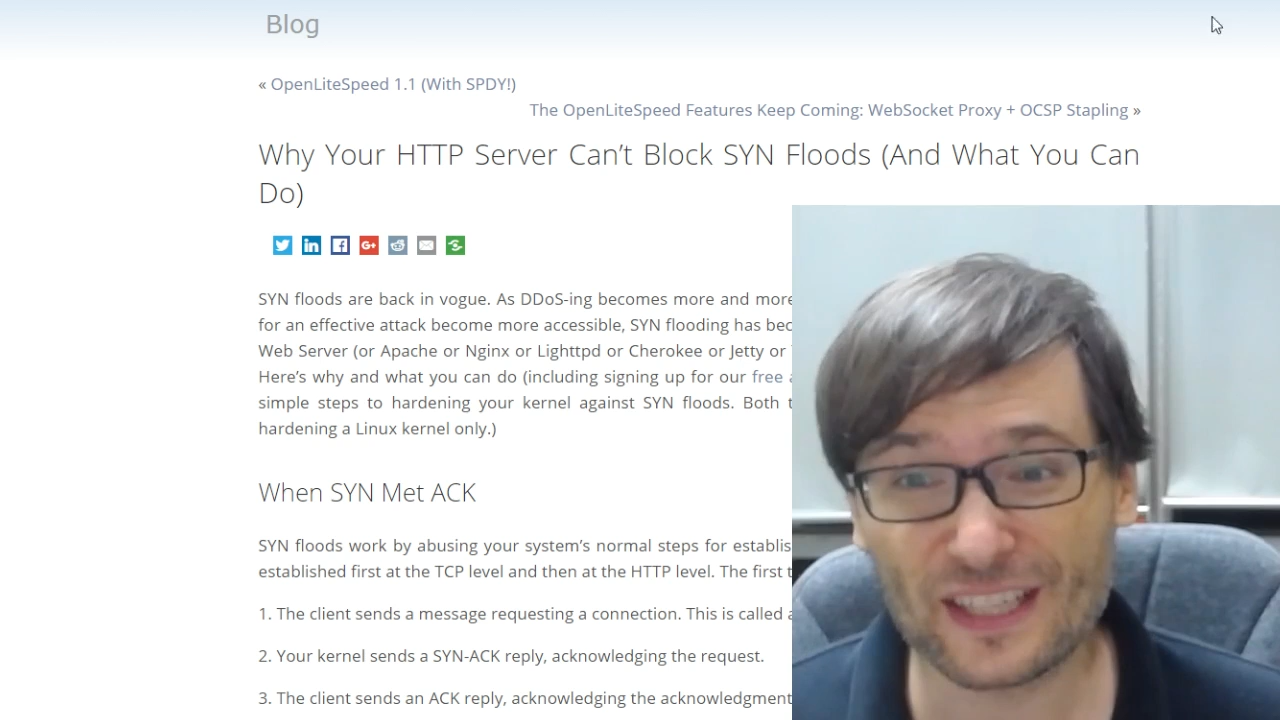 Blog
« OpenLiteSpeed 1.1 (With SPDY!)
The OpenLiteSpeed Features Keep Coming: WebSocket Proxy + OCSP Stapling »
Why Your HTTP Server Can't Block SYN Floods (And What You Can
Do)
SYN floods are back in vogue. As DDoS-ing becomes more and more
for an effective attack become more accessible, SYN flooding has
Web Server (or Apache or Nginx or Lighttpd or Cherokee or Jetty or
Here's why and what you can do (including signing up for our free
simple steps to hardening your kernel against SYN floods. Both
hardening a Linux kernel only.)
When SYN Met ACK
SYN floods work by abusing your system's normal steps for
established first at the TCP level and then at the HTTP level. The first
1. The client sends a message requesting a connection. This is called
2. Your kernel sends a SYN-ACK reply, acknowledging the request.
3. The client sends an ACK reply, acknowledging the acknowledgment